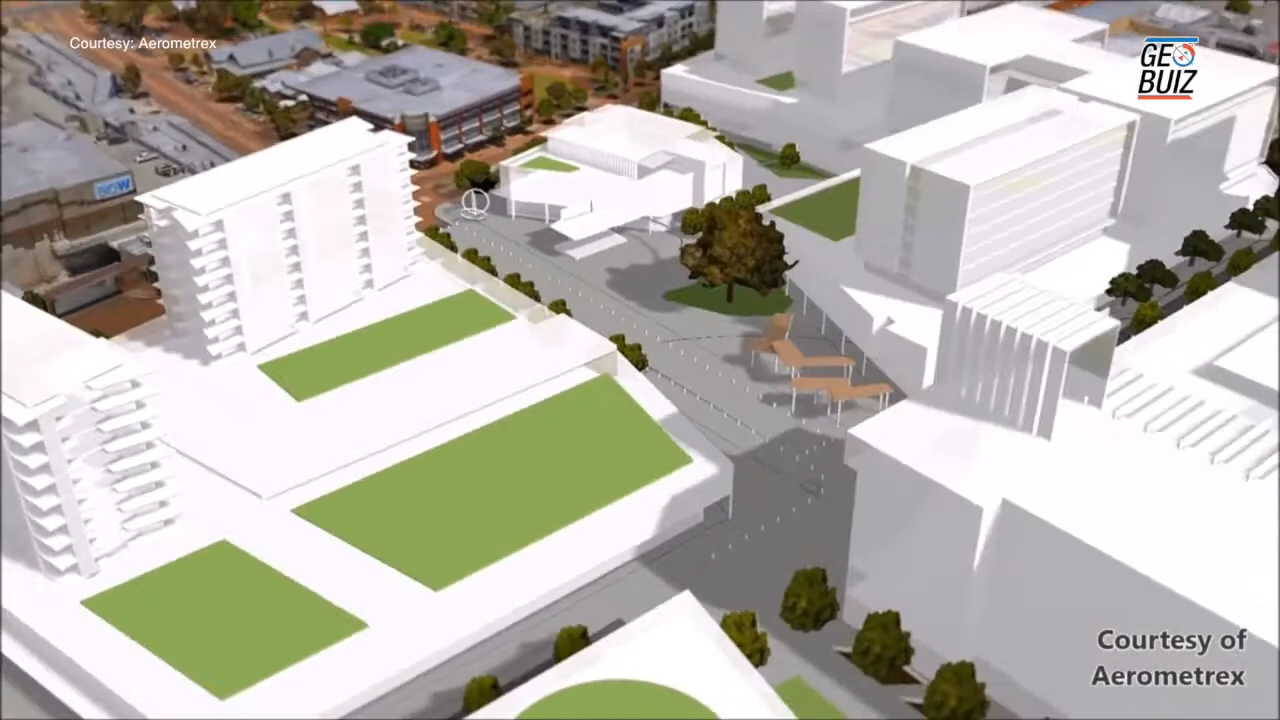 Courtesy: Aerometrex
GEO
BUIZ
Courtesy of
Aerometrex